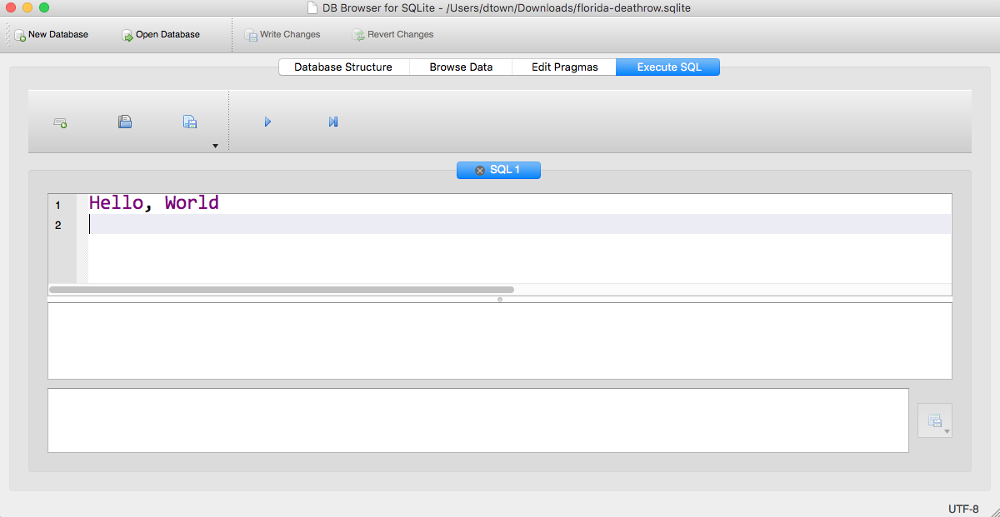 DB Browser for SQLite - /Users/dtown/Downloads/florida-deathrow.sqlite
New Database Open Database Write Changes Revert Changes
Database Structure Browse Data Edit Pragmas Execute SQL
SQL 1
1 Hello, World
2
UTF-8